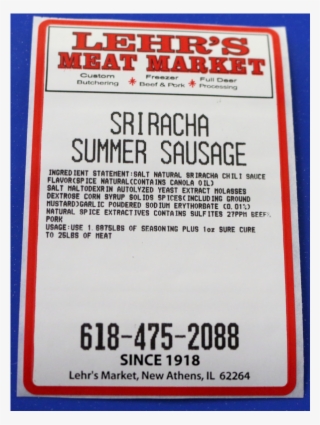 LEHR'S
MEAT MARKET
Custom Butchering
Freezer Beef & Pork
Full Deer Processing
SRIRACHA
SUMMER SAUSAGE
INGREDIENT STATEMENT:SALT NATURAL SRIRACHA CHILI SAUCE
FLAVOR(SPICE NATURAL(CONTAINS CANOLA OIL)
SALT MALTODEXRIN AUTOLYZED YEAST EXTRACT MOLASSES
DEXTROSE CORN SYRUP SOLIDS SPICES(INCLUDING GROUND
MUSTARD)GARLIC POWDERED SODIUM ERYTHORBATE (0.01%)
NATURAL SPICE EXTRACTIVES CONTAINS SULFITES 27PPM BEEF,
PORK
USAGE:USE 1.6875LBS OF SEASONING PLUS 1oz SURE CURE
TO 25LBS OF MEAT
618-475-2088
SINCE 1918
Lehr's Market, New Athens, IL 62264